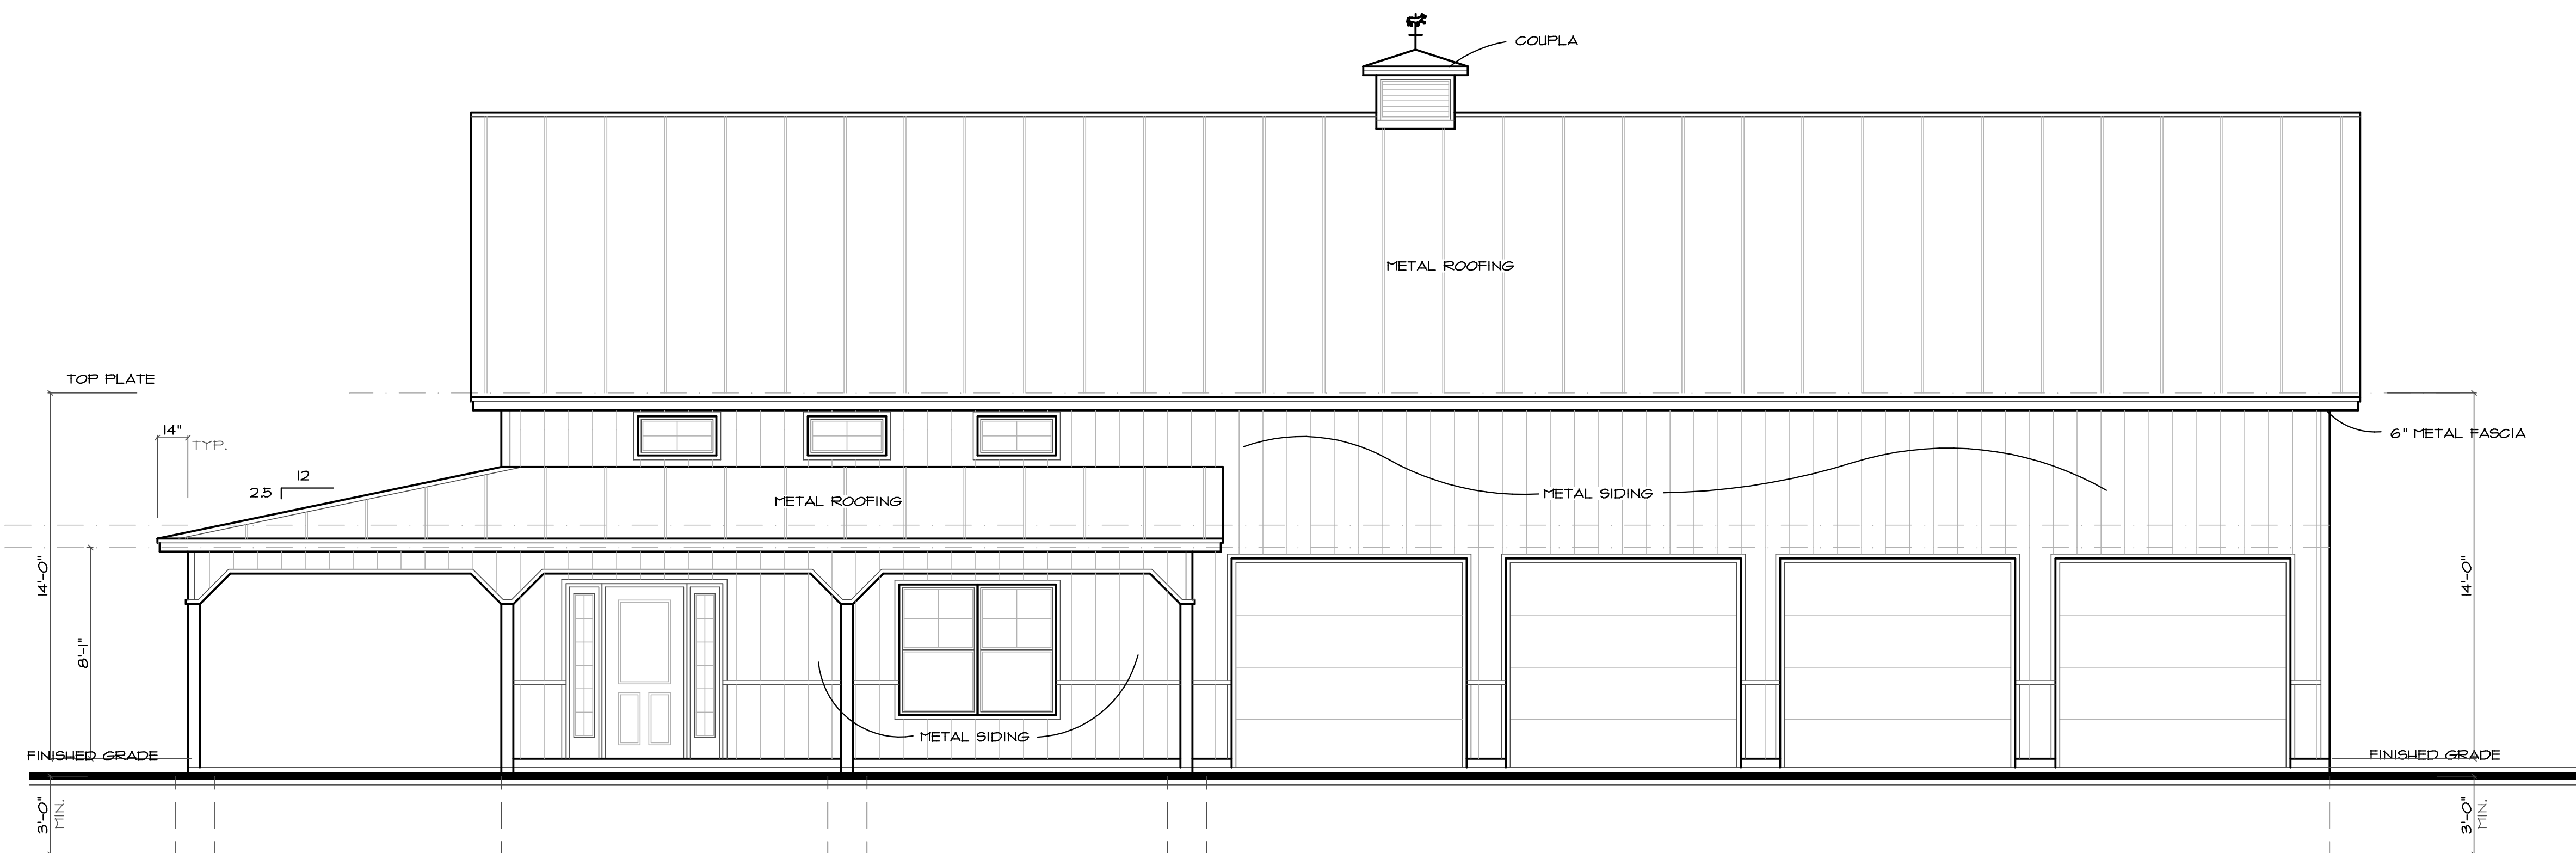 COUPLA
METAL ROOFING
TOP PLATE
14"
TYP.
6" METAL FASCIA
12
2.5
METAL SIDING
METAL ROOFING
14'-0"
14'-0"
8'-1"
METAL SIDING
FINISHED GRADE
FINISHED GRADE
3'-0"
MIN.
3'-0"
MIN.